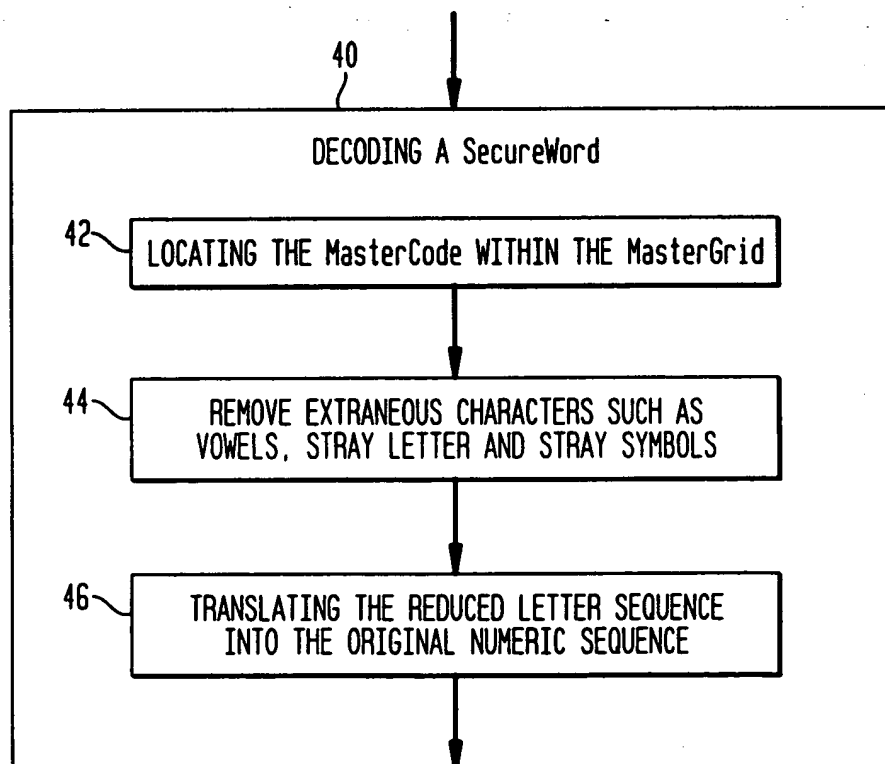 40
DECODING A SecureWord
42
LOCATING THE MasterCode WITHIN THE MasterGrid
44
REMOVE EXTRANEOUS CHARACTERS SUCH AS
VOWELS, STRAY LETTER AND STRAY SYMBOLS
46
TRANSLATING THE REDUCED LETTER SEQUENCE
INTO THE ORIGINAL NUMERIC SEQUENCE